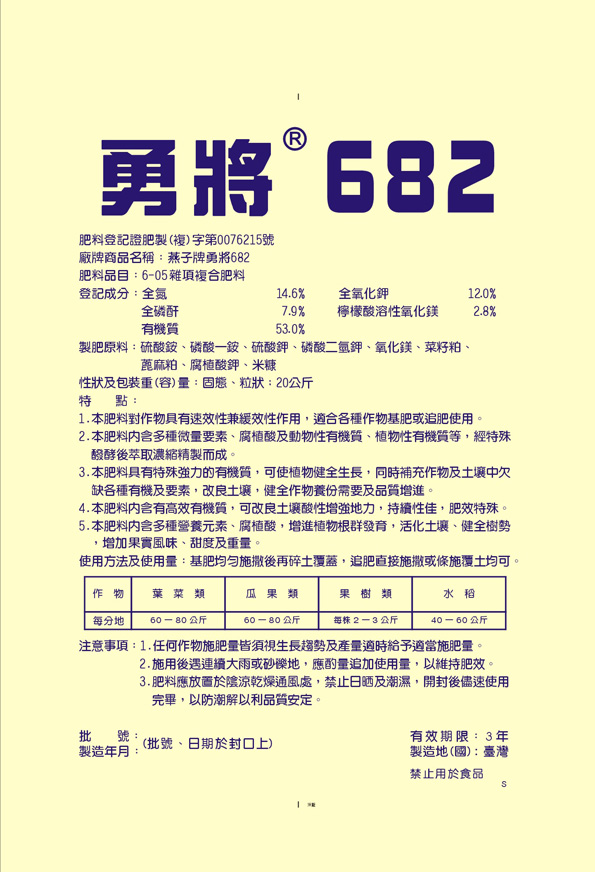 勇將® 682
肥料登記證肥製(複)字第0076215號
廠牌商品名稱：燕子牌勇將682
肥料品目：6-05雜項複合肥料
登記成分：全氮 14.6% 全氧化鉀 12.0%
全磷酐 7.9% 檸檬酸溶性氧化鎂 2.8%
有機質 53.0%
製肥原料：硫酸銨、磷酸一銨、硫酸鉀、磷酸二氫鉀、氧化鎂、菜籽粕、
蓖麻粕、腐植酸鉀、米糠
性狀及包裝重(容)量：固態、粒狀；20公斤
特 點：
1.本肥料對作物具有速效性兼緩效性作用，適合各種作物基肥或追肥使用。
2.本肥料內含多種微量要素、腐植酸及動物性有機質、植物性有機質等，經特殊
醱酵後萃取濃縮精製而成。
3.本肥料具有特殊強力的有機質，可使植物健全生長，同時補充作物及土壤中欠
缺各種有機及要素，改良土壤，健全作物養份需要及品質增進。
4.本肥料內含有高效有機質，可改良土壤酸性增強地力，持續性佳，肥效特殊。
5.本肥料內含多種營養元素、腐植酸，增進植物根群發育，活化土壤、健全樹勢
，增加果實風味、甜度及重量。
使用方法及使用量：基肥均勻施撒後再碎土覆蓋，追肥直接施撒或條施覆土均可。
作 物 葉 菜 類 瓜 果 類 果 樹 類 水 稻
每分地 60－80公斤 60－80公斤 每株2－3公斤 40－60公斤
注意事項：1.任何作物施肥量皆須視生長趨勢及產量適時給予適當施肥量。
2.施用後遇連續大雨或砂礫地，應酌量追加使用量，以維持肥效。
3.肥料應放置於陰涼乾燥通風處，禁止日晒及潮濕，開封後儘速使用
完畢，以防潮解以利品質安定。
批 號：
製造年月：(批號、日期於封口上)
有效期限：3年
製造地(國)：臺灣
禁止用於食品
S